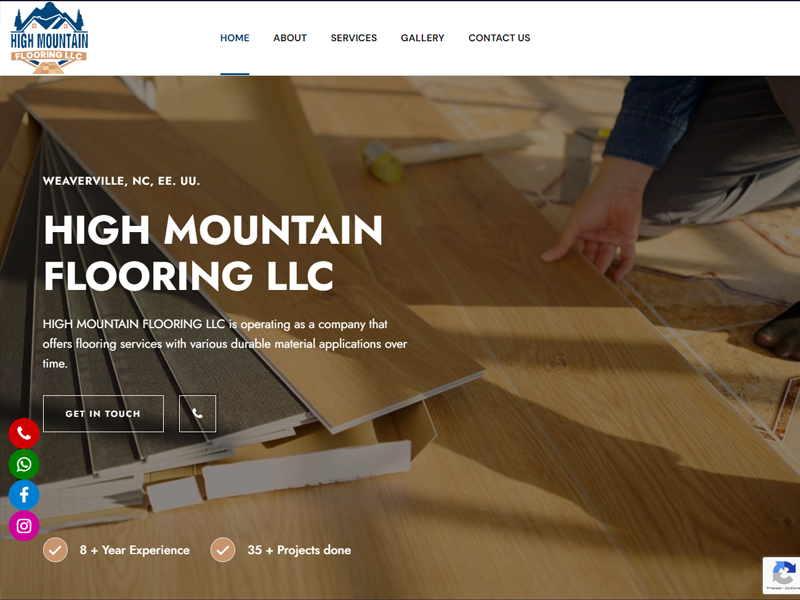 HIGH MOUNTAIN
FLOORING LLC
HOME
ABOUT
SERVICES
GALLERY
CONTACT US
WEAVERVILLE, NC, EE. UU.
HIGH MOUNTAIN
FLOORING LLC
HIGH MOUNTAIN FLOORING LLC is operating as a company that
offers flooring services with various durable material applications over
time.
GET IN TOUCH
8 + Year Experience
35 + Projects done